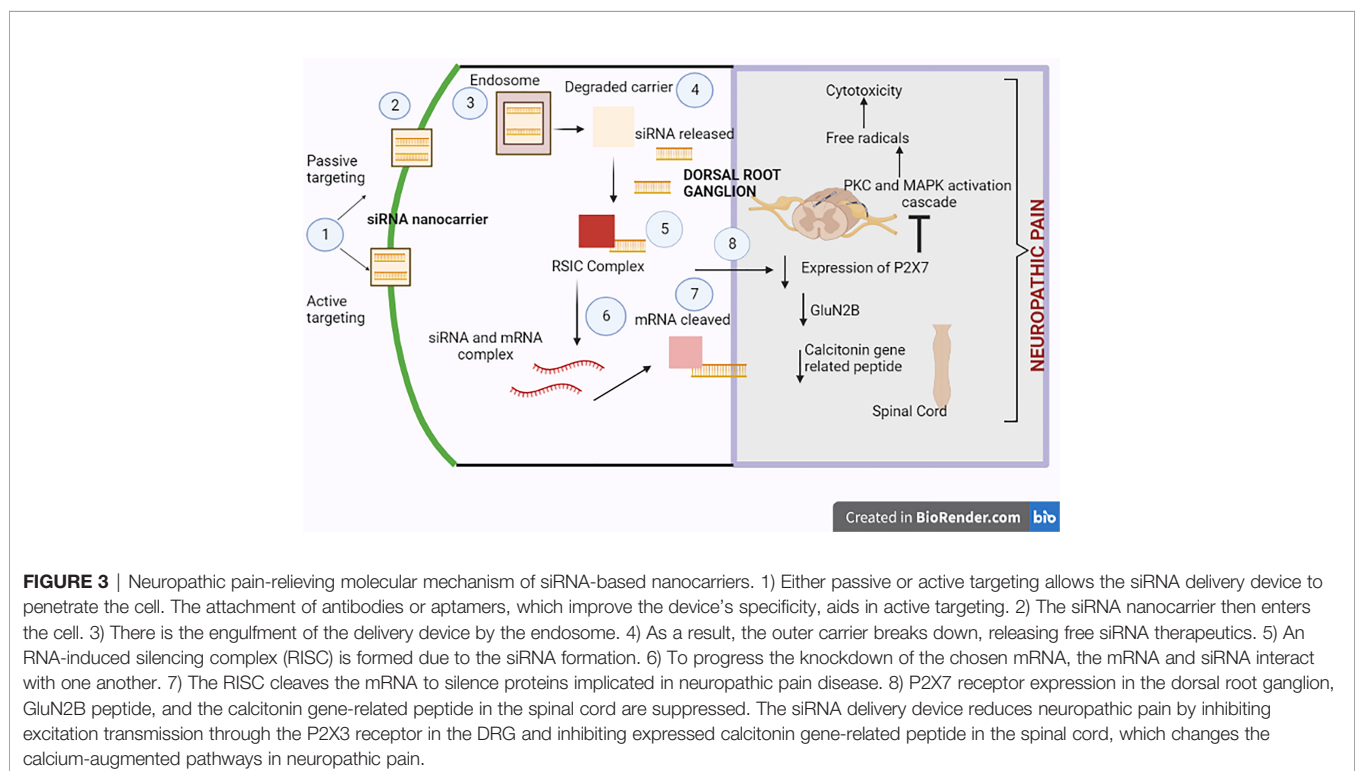 Endosome
3
Degraded carrier
4
2
siRNA released
Passive
targeting
DORSAL ROOT
GANGLION
siRNA nanocarrier
1
5
RSIC Complex
Active
targeting
6
7
mRNA cleaved
siRNA and mRNA
complex
8
Cytotoxicity
Free radicals
PKC and MAPK activation
cascade
Expression of P2X7
GluN2B
Calcitonin gene
related peptide
Spinal Cord
NEUROPATHIC PAIN
Created in BioRender.com bio
FIGURE 3 | Neuropathic pain-relieving molecular mechanism of siRNA-based nanocarriers. 1) Either passive or active targeting allows the siRNA delivery device to
penetrate the cell. The attachment of antibodies or aptamers, which improve the device's specificity, aids in active targeting. 2) The siRNA nanocarrier then enters
the cell. 3) There is the engulfment of the delivery device by the endosome. 4) As a result, the outer carrier breaks down, releasing free siRNA therapeutics. 5) An
RNA-induced silencing complex (RISC) is formed due to the siRNA formation. 6) To progress the knockdown of the chosen mRNA, the mRNA and siRNA interact
with one another. 7) The RISC cleaves the mRNA to silence proteins implicated in neuropathic pain disease. 8) P2X7 receptor expression in the dorsal root ganglion,
GluN2B peptide, and the calcitonin gene-related peptide in the spinal cord are suppressed. The siRNA delivery device reduces neuropathic pain by inhibiting
excitation transmission through the P2X3 receptor in the DRG and inhibiting expressed calcitonin gene-related peptide in the spinal cord, which changes the
calcium-augmented pathways in neuropathic pain.